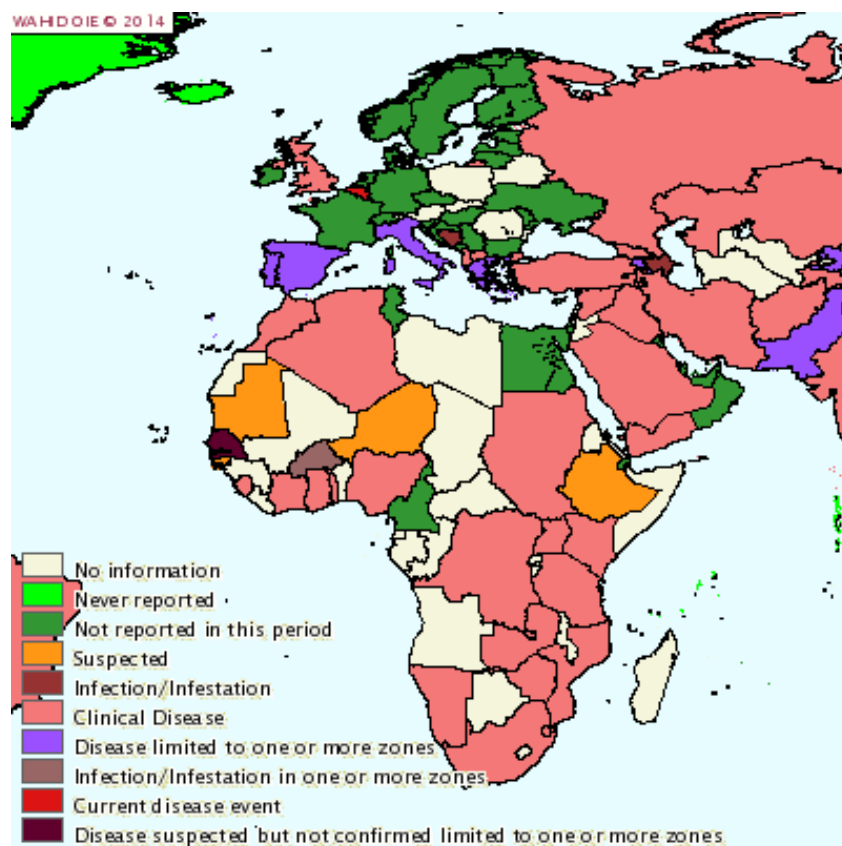 WAHIDOIE © 2014
No information
Never reported
Not reported in this period
Suspected
Infection/Infestation
Clinical Disease
Disease limited to one or more zones
Infection/Infestation in one or more zones
Current disease event
Disease suspected but not confirmed limited to one or more zones